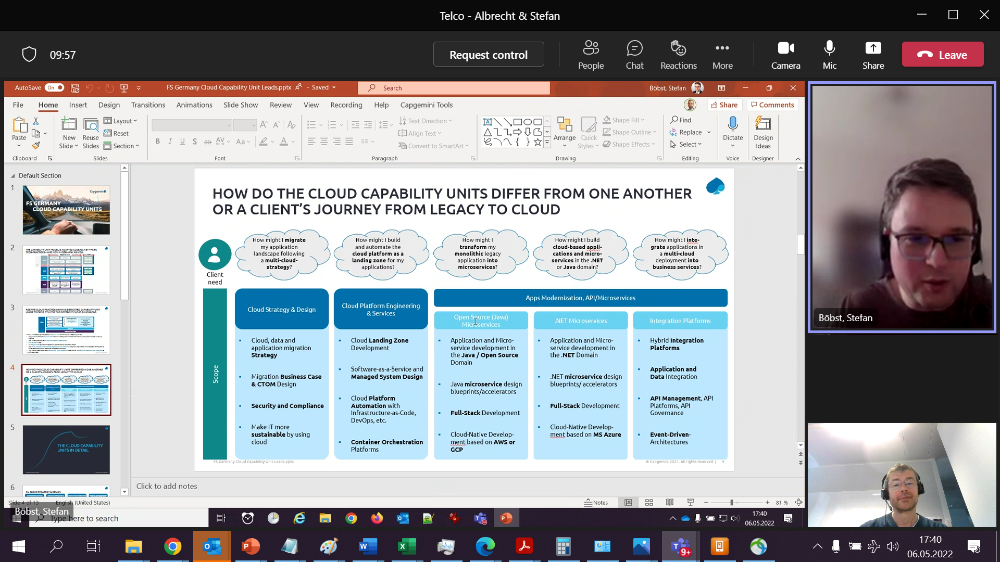 Telco - Albrecht & Stefan
09:57
Request control
People
Chat
Reactions
More
Camera
Mic
Share
Leave
AutoSave On
FS Germany Cloud Capability Unit Leads.pptx - Saved
Search
Böbst, Stefan
File Home Insert Design Transitions Animations Slide Show Review View Recording Help Capgemini Tools
Share
Comments
Paste
Clipboard
New Slide
Reuse Slides
Layout
Reset
Section
Slides
Font
Text Direction
Align Text
Convert to SmartArt
Paragraph
Arrange
Quick Styles
Shape Fill
Shape Outline
Shape Effects
Drawing
Find
Replace
Select
Editing
Dictate
Voice
Design Ideas
Designer
Default Section
1
Capgemini
FS GERMANY
CLOUD CAPABILITY UNITS
2
THE CAPABILITY UNIT MODEL IS ADAPTED GLOBALLY BY THE FS
TECH PRACTICES – AND NOW IN GERMANY AS WELL
3
FOR THE CLOUD PRACTICE WE HAVE DEDICATED CAPABILITY UNIT
LEADS TO DRIVE GTM FOR THE DIFFERENT CLOUD DIMENSIONS
4
HOW DO THE CLOUD CAPABILITY UNITS DIFFER FROM ONE ANOTHER
OR A CLIENT'S JOURNEY FROM LEGACY TO CLOUD
5
THE CLOUD CAPABILITY
UNITS IN DETAIL
6
CU CLOUD STRATEGY & DESIGN
HOW DO THE CLOUD CAPABILITY UNITS DIFFER FROM ONE ANOTHER
OR A CLIENT'S JOURNEY FROM LEGACY TO CLOUD
Client
need
How might I migrate
my application
landscape following
a multi-cloud-
strategy?
How might I build
and automate the
cloud platform as a
landing zone for my
applications?
How might I
transform my
monolithic legacy
application into
microservices?
How might I build
cloud-based appli-
cations and micro-
services in the .NET
or Java domain?
How might I inte-
grate applications in
a multi-cloud
deployment into
business services?
Scope
Cloud Strategy & Design
Cloud Platform Engineering
& Services
Apps Modernization, API/Microservices
Open Source (Java)
Microservices
.NET Microservices
Integration Platforms
Cloud, data and
application migration
Strategy
Migration Business Case
& CTOM Design
Security and Compliance
Make IT more
sustainable by using
cloud
Cloud Landing Zone
Development
Software-as-a-Service and
Managed System Design
Cloud Platform
Automation with
Infrastructure-as-Code,
DevOps, etc.
Container Orchestration
Platforms
Application and Micro-
service development in
the Java / Open Source
Domain
Java microservice design
blueprints/accelerators
Full-Stack Development
Cloud-Native Develop-
ment based on AWS or
GCP
Application and Micro-
service development in
the .NET Domain
.NET microservice design
blueprints/ accelerators
Full-Stack Development
Cloud-Native Develop-
ment based on MS Azure
Hybrid Integration
Platforms
Application and
Data Integration
API Management, API
Platforms, API
Governance
Event-Driven-
Architectures
FS Germany Cloud Capability Unit Leads.pptx
© Capgemini 2021. All rights reserved | 4
Click to add notes
Slide 4 of 13
English (United States)
Notes
81 %
Böbst, Stefan
Type here to search
17:40
06.05.2022
Böbst, Stefan
9+
17:40
06.05.2022